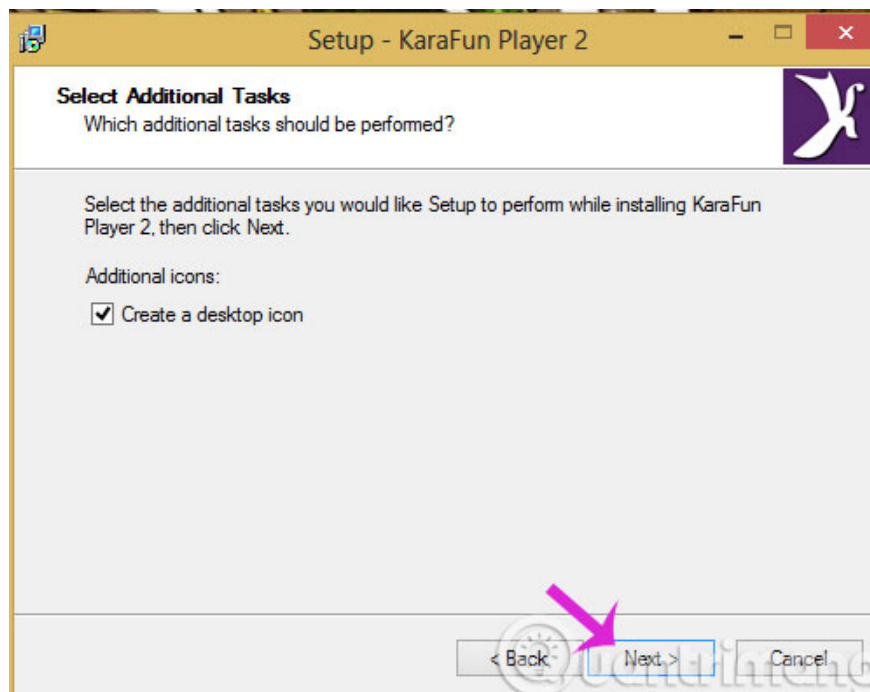 Setup - KaraFun Player 2
Select Additional Tasks
Which additional tasks should be performed?
Select the additional tasks you would like Setup to perform while installing KaraFun
Player 2, then click Next.
Additional icons:
Create a desktop icon
< Back
Next >
Cancel
uantrimang